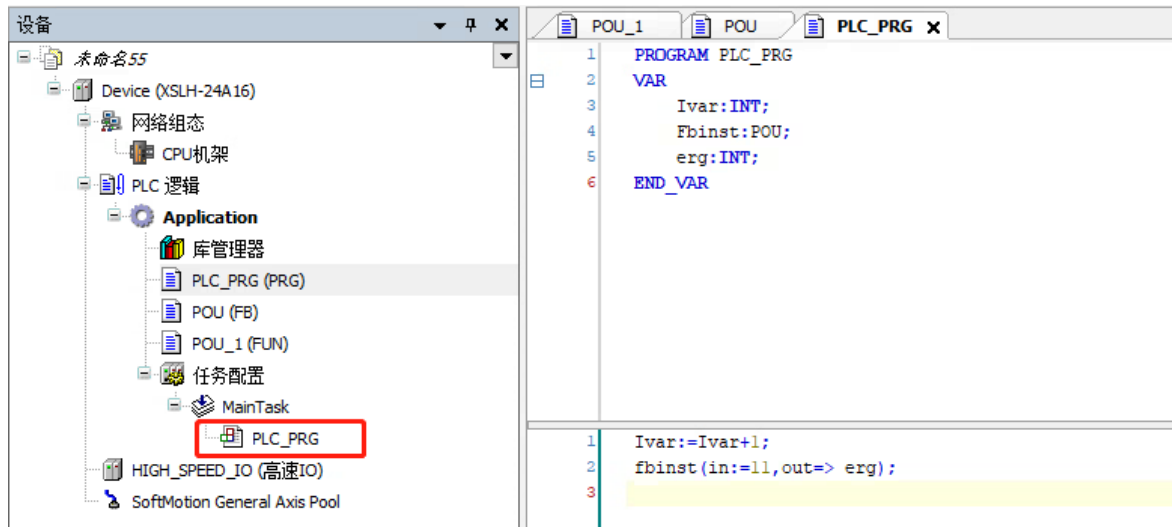 设备
未命名55
Device (XSLH-24A16)
网络组态
CPU机架
PLC 逻辑
Application
库管理器
PLC_PRG (PRG)
POU (FB)
POU_1 (FUN)
任务配置
MainTask
PLC_PRG
HIGH_SPEED_IO (高速IO)
SoftMotion General Axis Pool
POU_1 POU PLC_PRG
1 PROGRAM PLC_PRG
2 VAR
3 Ivar:INT;
4 Fbinst:POU;
5 erg:INT;
6 END_VAR
1 Ivar:=Ivar+1;
2 fbinst(in:=11,out=> erg);
3